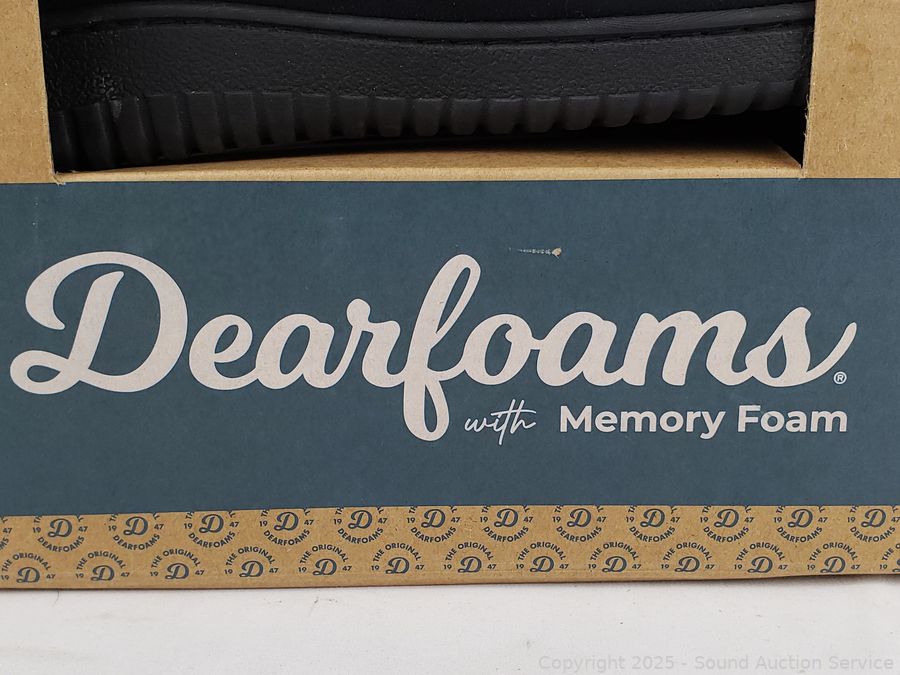 Dearfoams®
with Memory Foam
THE ORIGINAL
19 D 47
DEARFOAMS
Copyright 2025 - Sound Auction Service